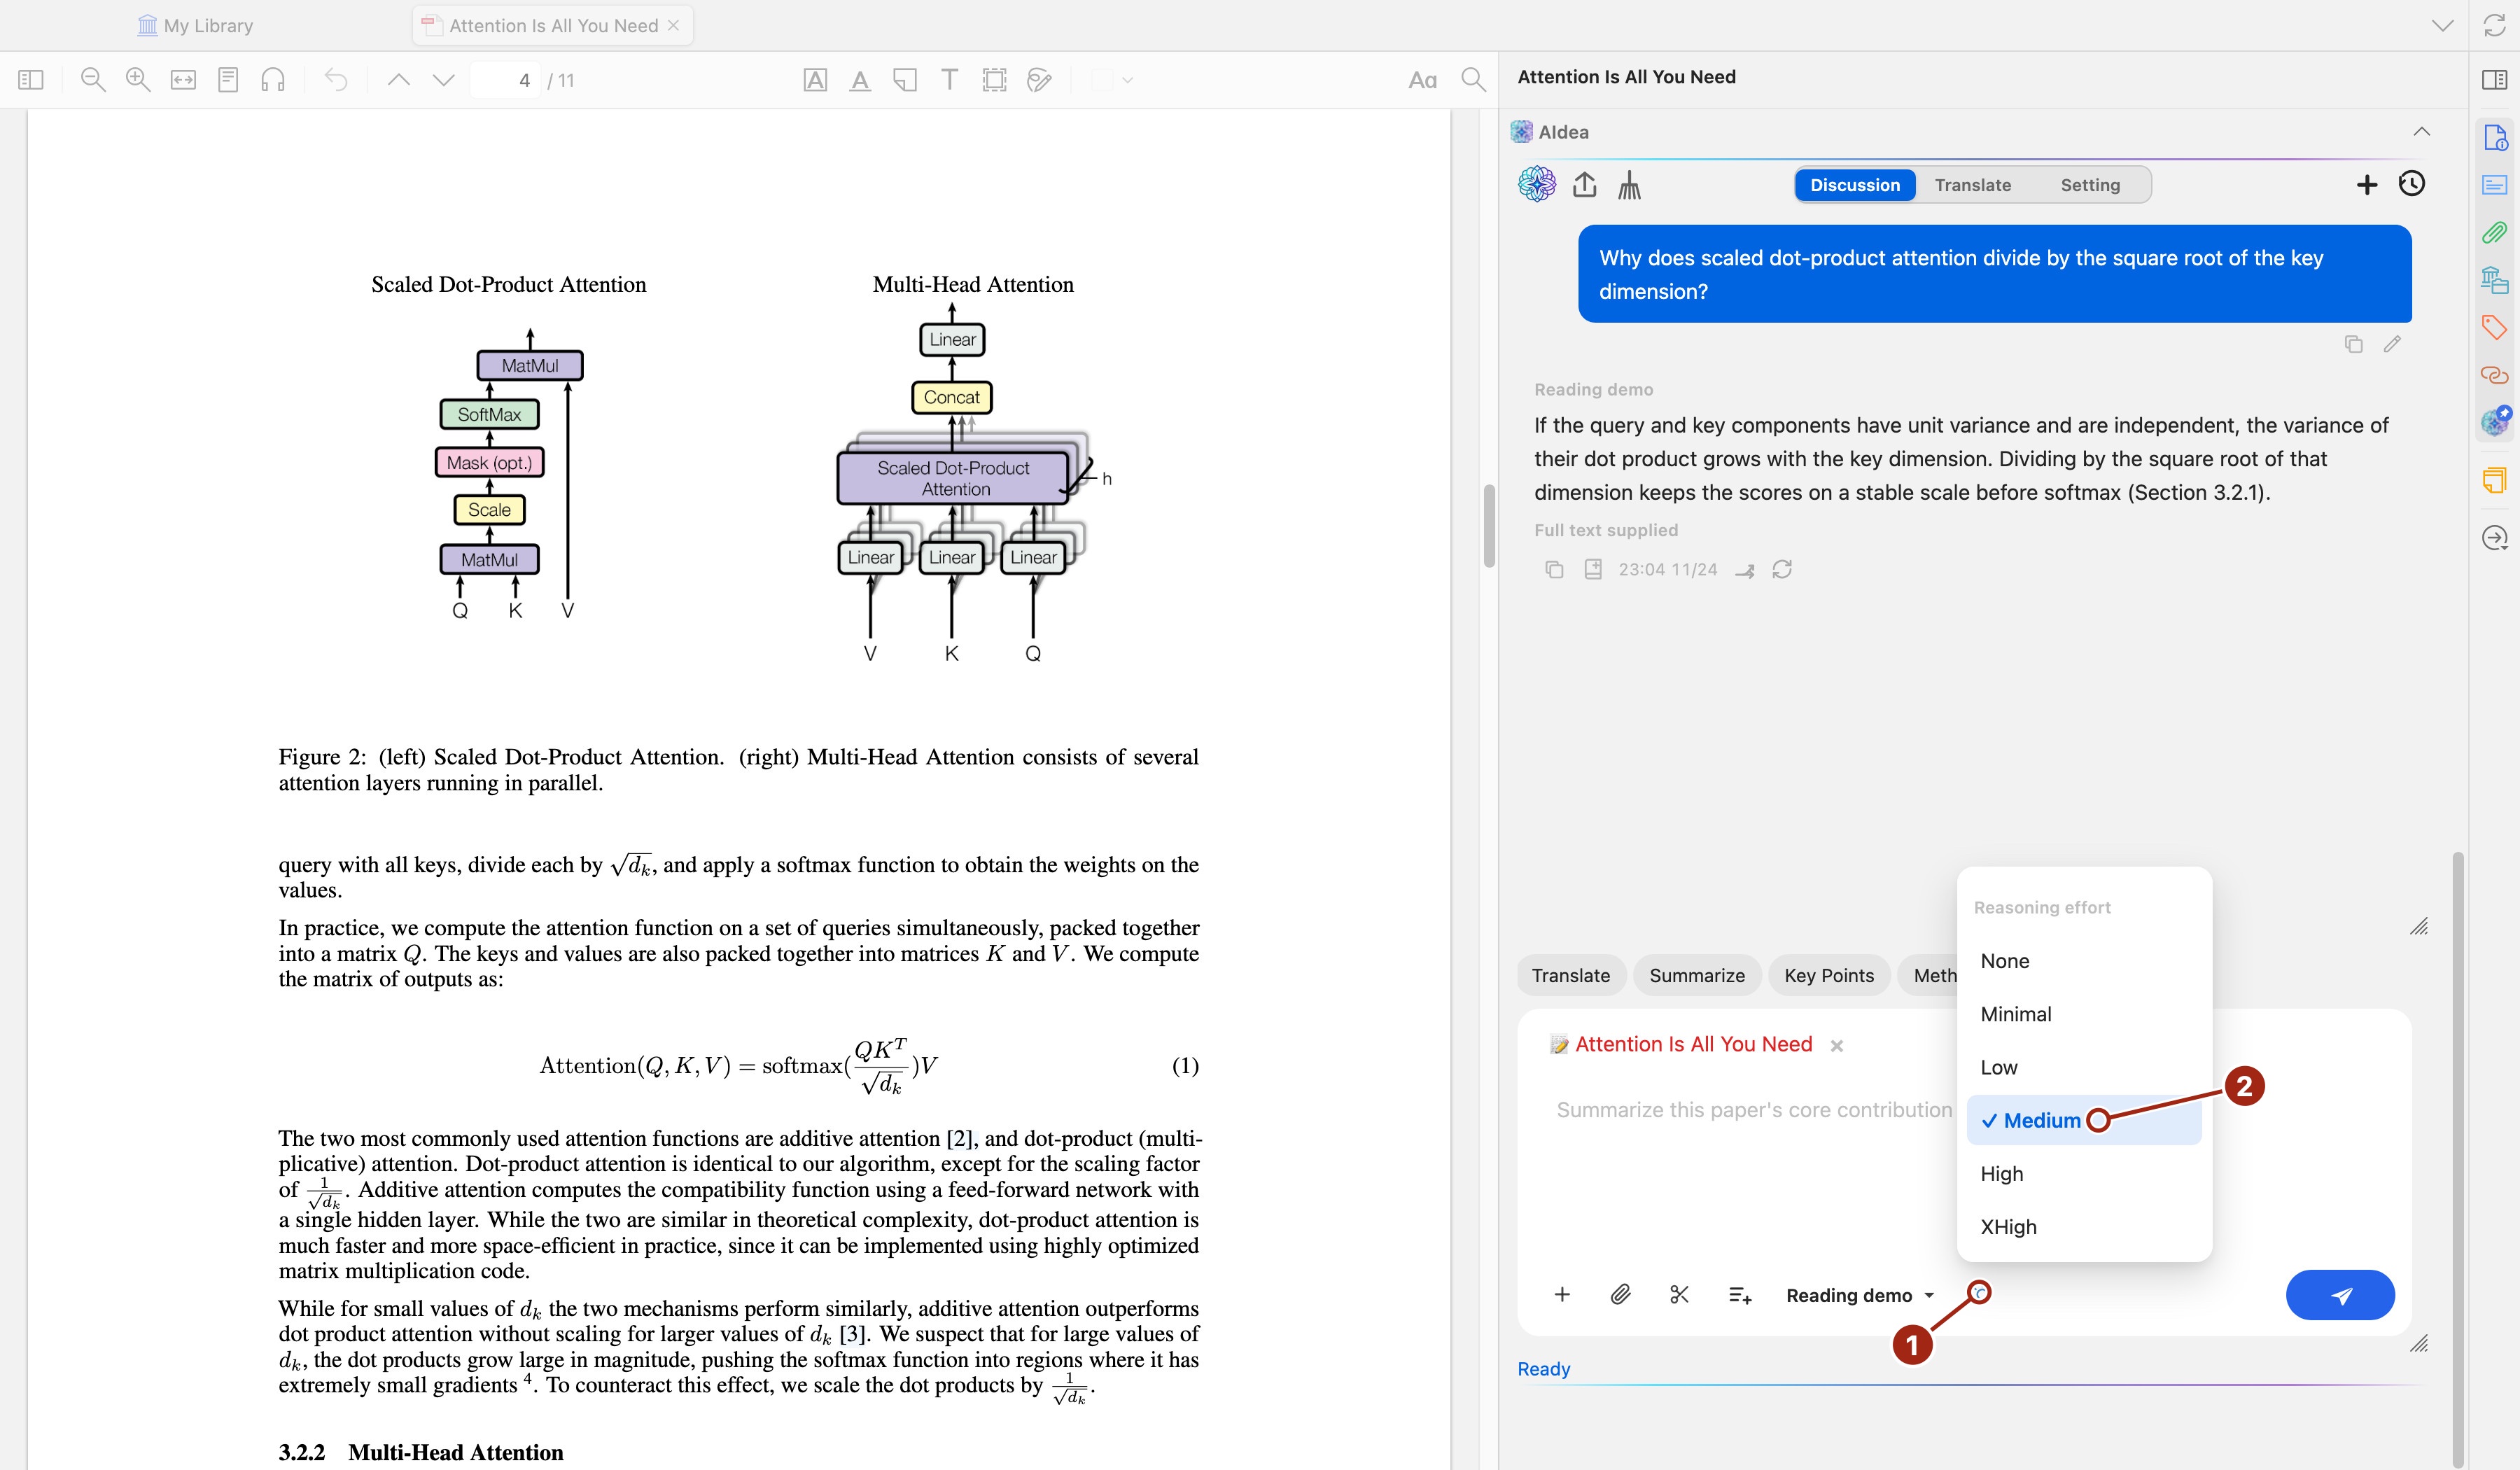 My Library
Attention Is All You Need
4 / 11
Aa
Scaled Dot-Product Attention
MatMul
SoftMax
Mask (opt.)
Scale
MatMul
Q K V
Multi-Head Attention
Linear
Concat
Scaled Dot-Product
Attention
h
Linear Linear Linear
V K Q
Figure 2: (left) Scaled Dot-Product Attention. (right) Multi-Head Attention consists of several
attention layers running in parallel.
query with all keys, divide each by √dk, and apply a softmax function to obtain the weights on the
values.
In practice, we compute the attention function on a set of queries simultaneously, packed together
into a matrix Q. The keys and values are also packed together into matrices K and V. We compute
the matrix of outputs as:
Attention(Q, K, V) = softmax(QK^T/√dk)V (1)
The two most commonly used attention functions are additive attention [2], and dot-product (multi-
plicative) attention. Dot-product attention is identical to our algorithm, except for the scaling factor
of 1/√dk. Additive attention computes the compatibility function using a feed-forward network with
a single hidden layer. While the two are similar in theoretical complexity, dot-product attention is
much faster and more space-efficient in practice, since it can be implemented using highly optimized
matrix multiplication code.
While for small values of dk the two mechanisms perform similarly, additive attention outperforms
dot product attention without scaling for larger values of dk [3]. We suspect that for large values of
dk, the dot products grow large in magnitude, pushing the softmax function into regions where it has
extremely small gradients 4. To counteract this effect, we scale the dot products by 1/√dk.
3.2.2 Multi-Head Attention
Attention Is All You Need
AIdea
Discussion Translate Setting
Why does scaled dot-product attention divide by the square root of the key
dimension?
Reading demo
If the query and key components have unit variance and are independent, the variance of
their dot product grows with the key dimension. Dividing by the square root of that
dimension keeps the scores on a stable scale before softmax (Section 3.2.1).
Full text supplied
23:04 11/24
Translate Summarize Key Points Meth
Attention Is All You Need
Summarize this paper's core contribution
Reasoning effort
None
Minimal
Low
✓ Medium
High
XHigh
2
Reading demo
1
Ready